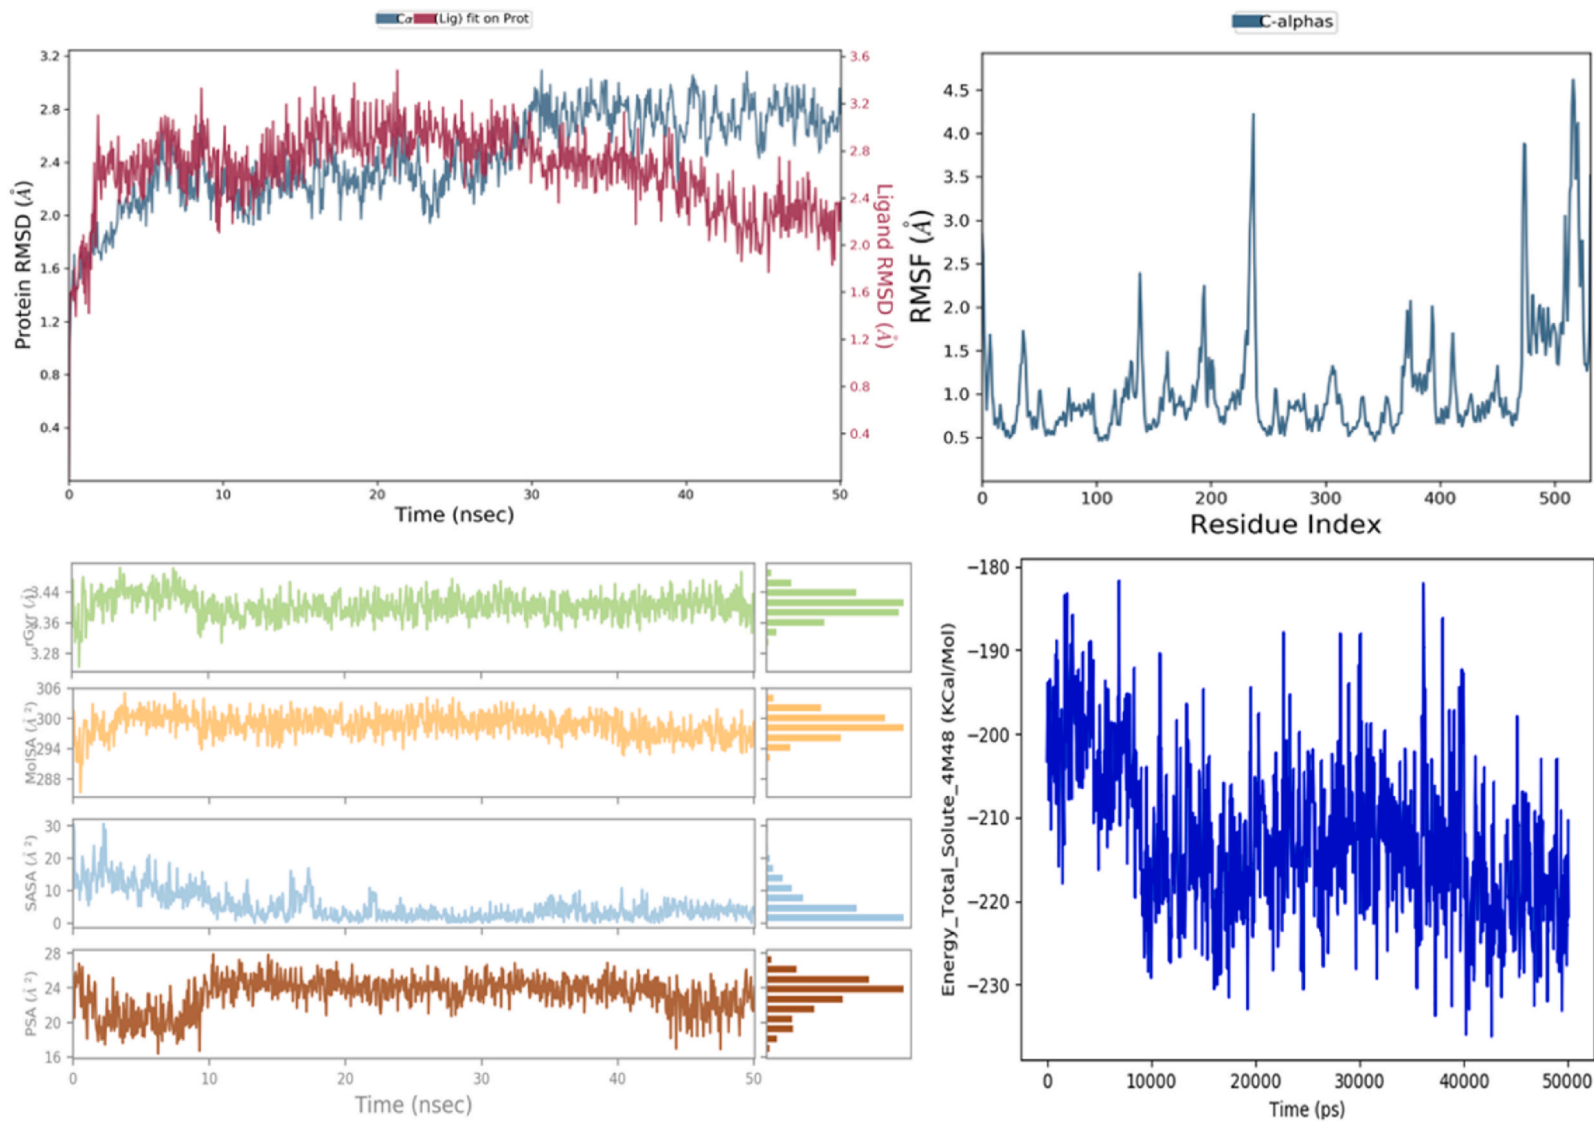 Cα (Lig) fit on Prot
Protein RMSD (Å)
3.2
2.8
2.4
2.0
1.6
1.2
0.8
0.4
3.6
3.2
2.8
2.4
2.0
1.6
1.2
0.8
0.4
Ligand RMSD (Å)
0 10 20 30 40 50
Time (nsec)
C-alphas
RMSF (Å)
4.5
4.0
3.5
3.0
2.5
2.0
1.5
1.0
0.5
0 100 200 300 400 500
Residue Index
rGyr (Å)
3.44
3.36
3.28
MolSA (Å²)
306
300
294
288
SASA (Å²)
30
20
10
0
PSA (Å²)
28
24
20
16
0 10 20 30 40 50
Time (nsec)
Energy_Total_Solute_4M48 (KCal/Mol)
−180
−190
−200
−210
−220
−230
0 10000 20000 30000 40000 50000
Time (ps)